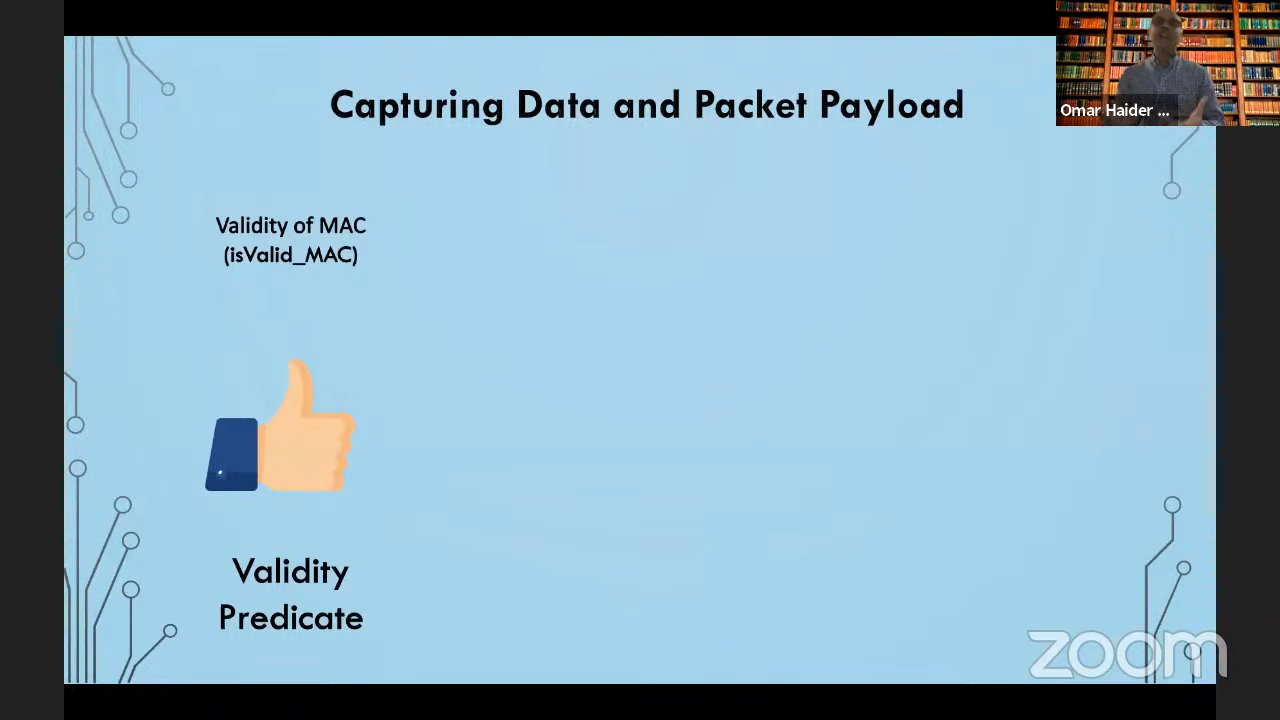 Capturing Data and Packet Payload
Omar Haider ...
Validity of MAC
(isValid_MAC)
Validity
Predicate
zoom